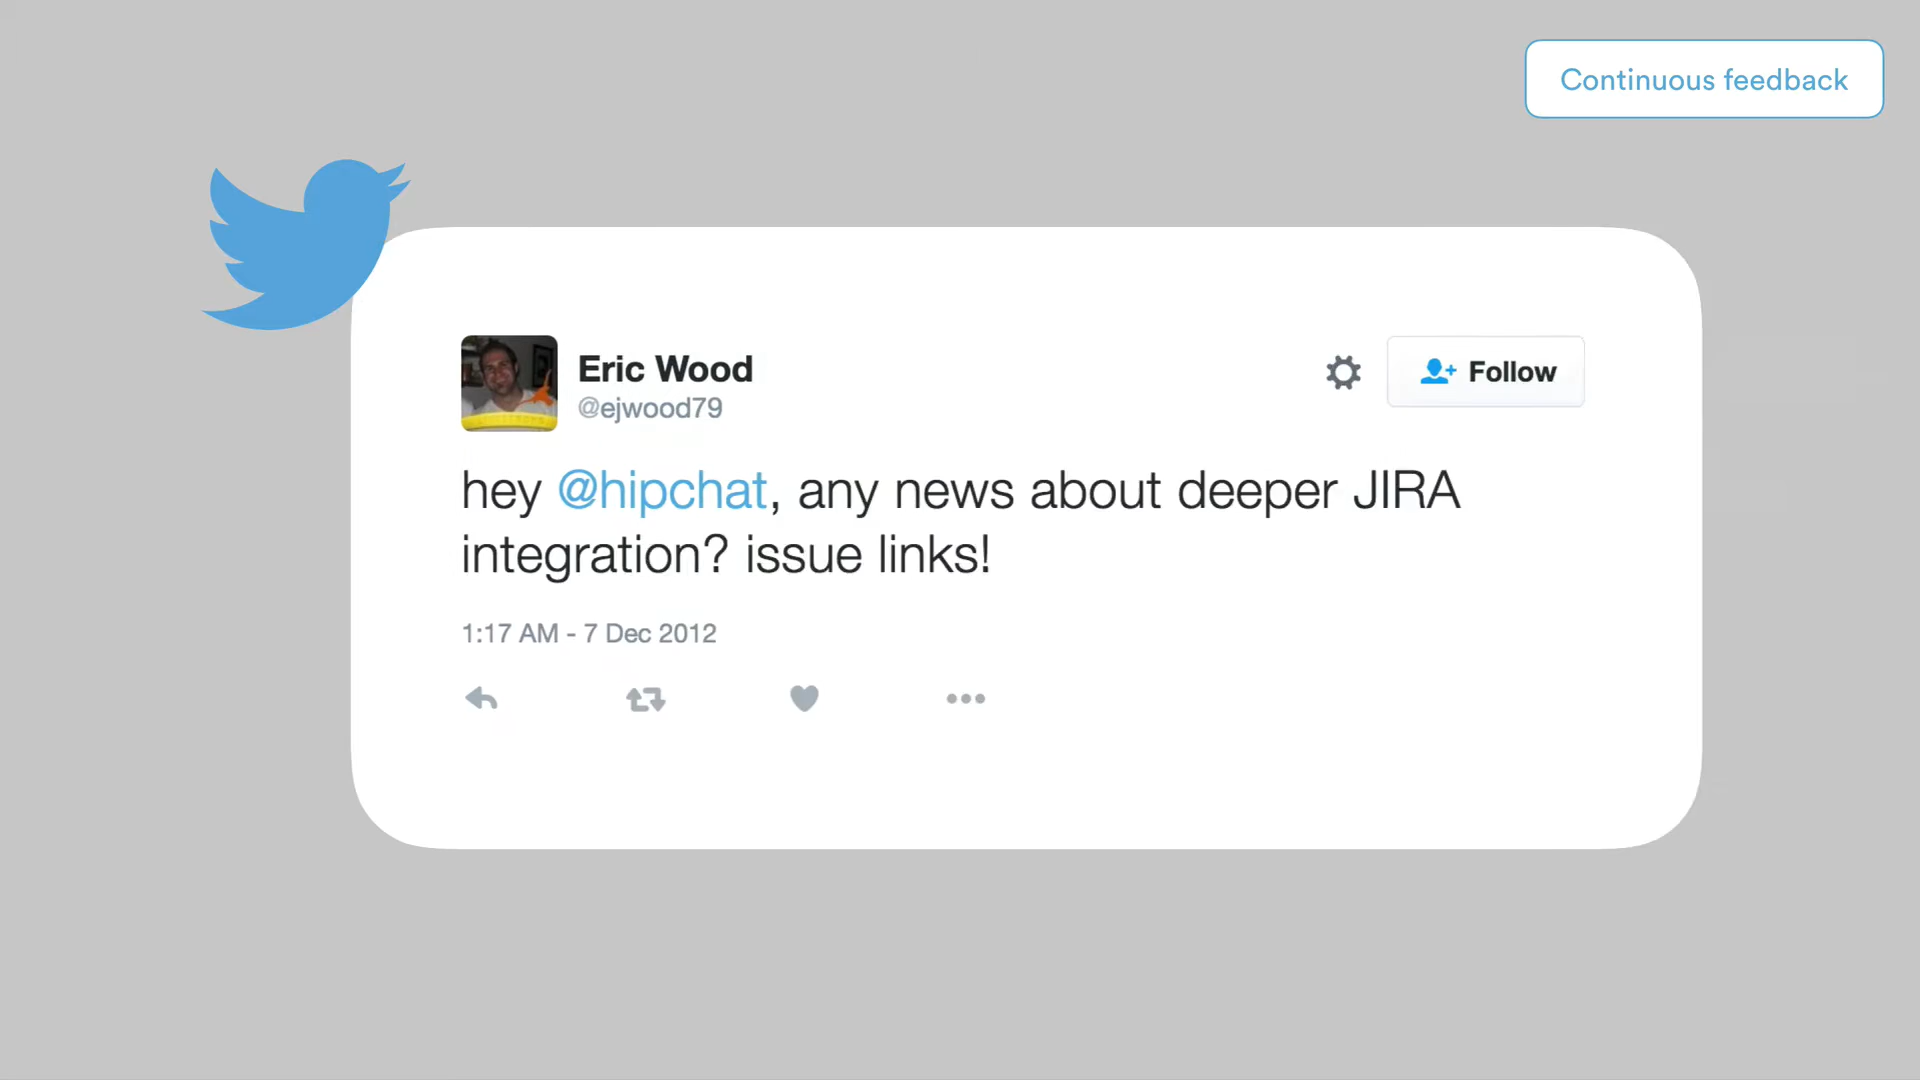 Continuous feedback
Eric Wood
@ejwood79
Follow
hey @hipchat, any news about deeper JIRA
integration? issue links!
1:17 AM - 7 Dec 2012